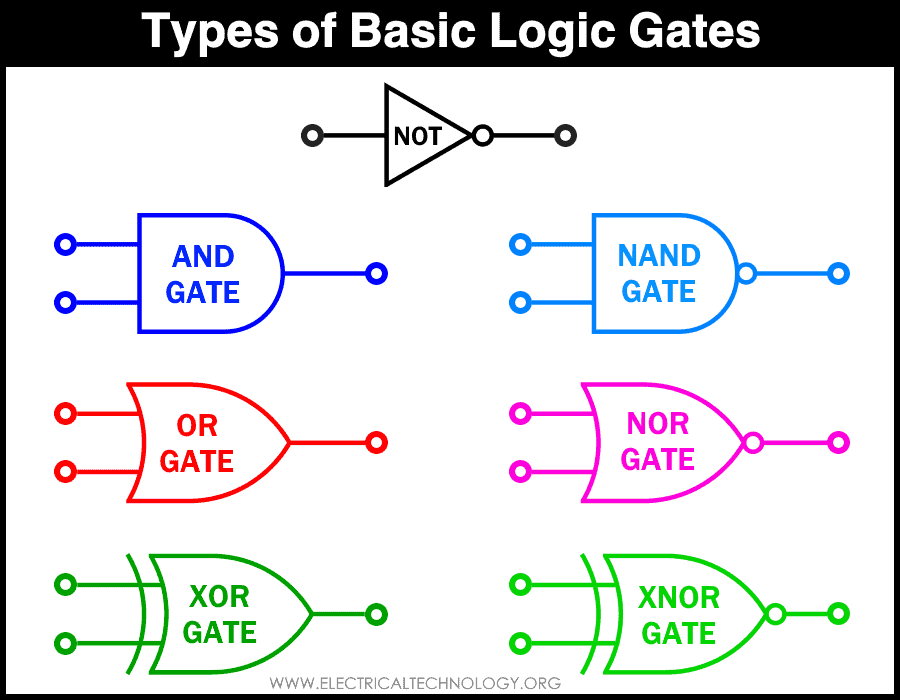 Types of Basic Logic Gates
NOT
AND
GATE
NAND
GATE
OR
GATE
NOR
GATE
XOR
GATE
XNOR
GATE
WWW.ELECTRICALTECHNOLOGY.ORG